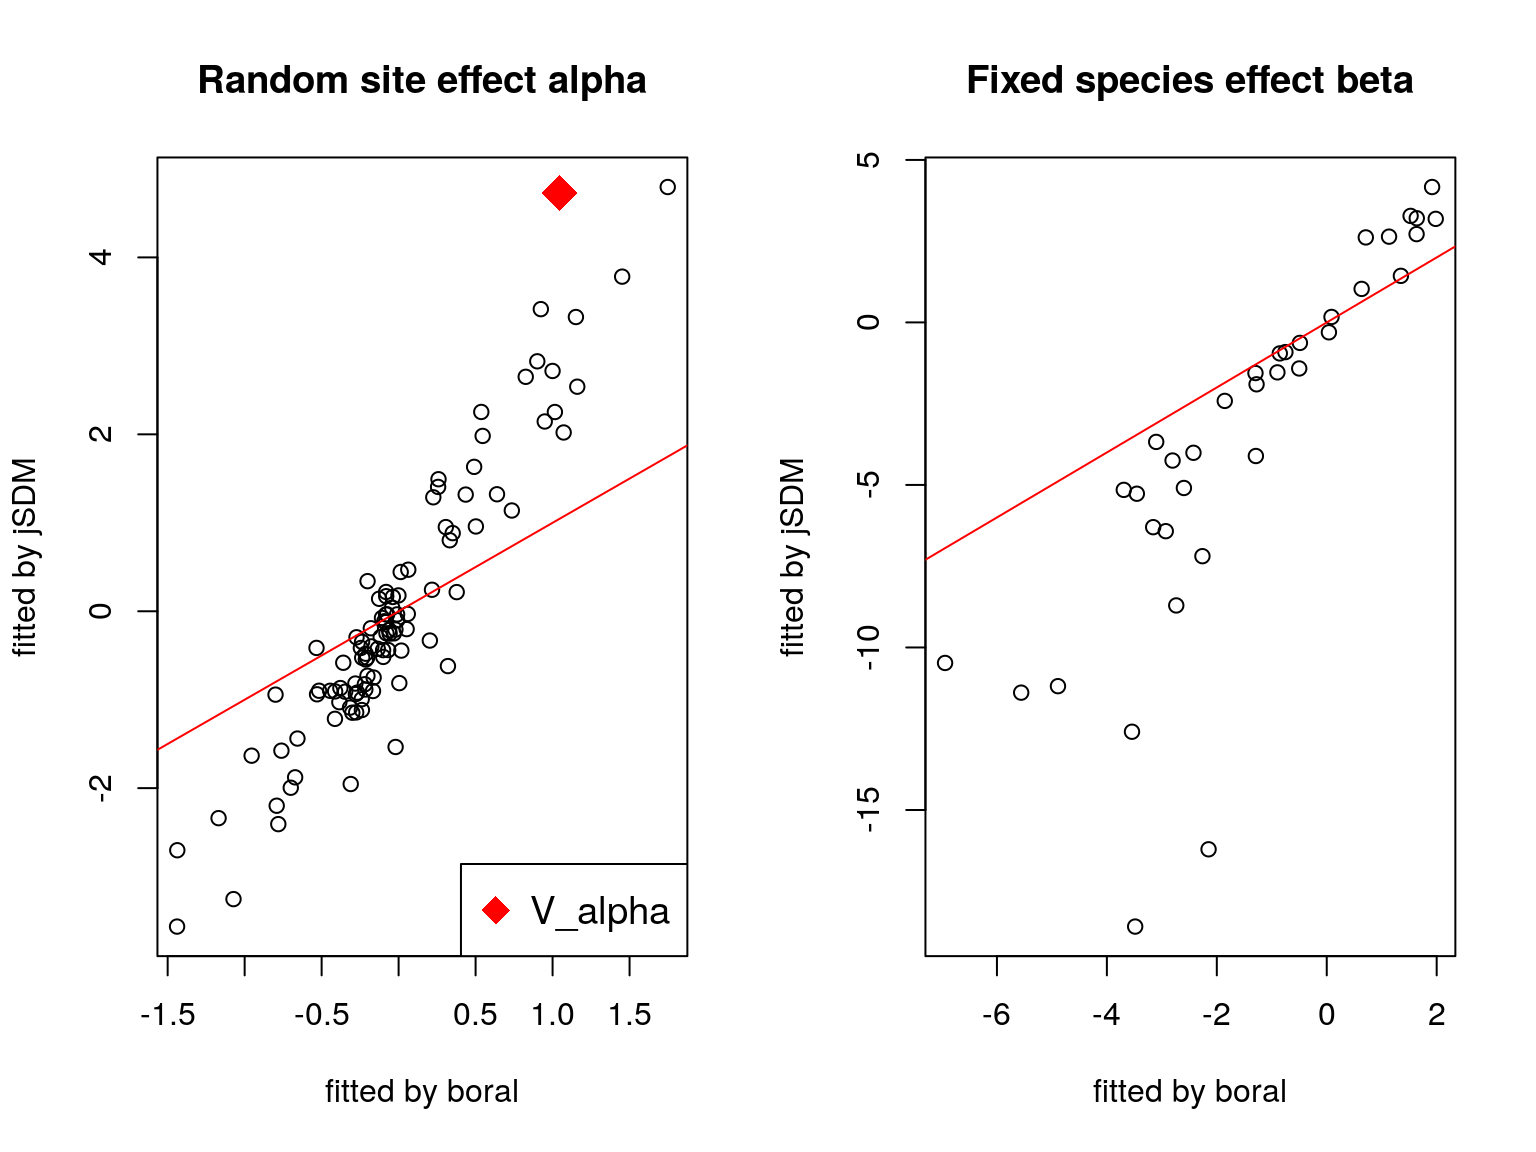 Random site effect alpha
fitted by jSDM
4
2
0
-2
V_alpha
-1.5 -0.5 0.5 1.0 1.5
fitted by boral
Fixed species effect beta
fitted by jSDM
5
0
-5
-10
-15
-6 -4 -2 0 2
fitted by boral